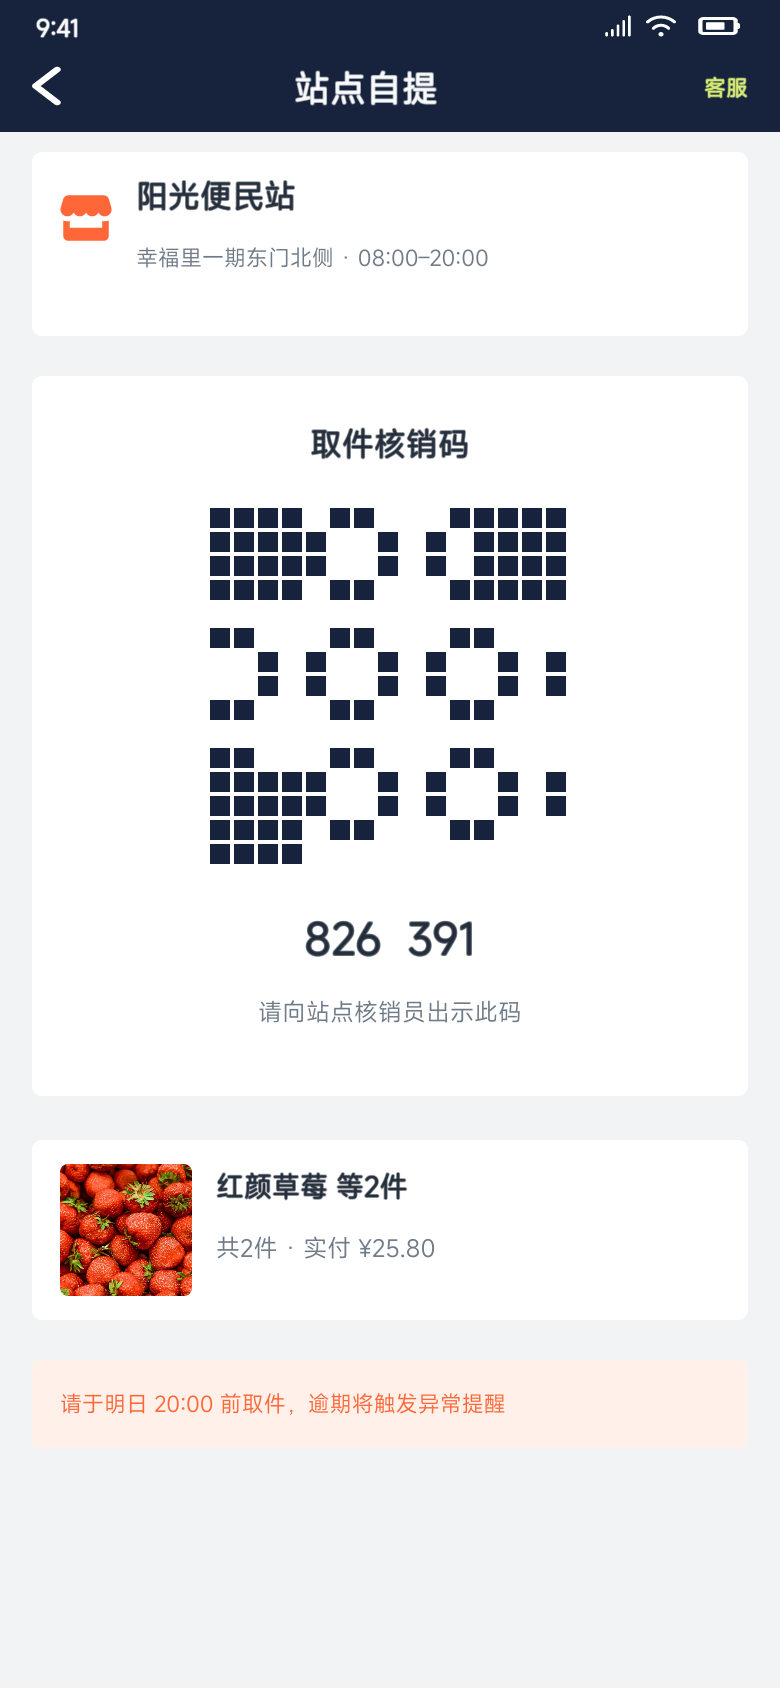 9:41
站点自提
客服
阳光便民站
幸福里一期东门北侧 · 08:00–20:00
取件核销码
826 391
请向站点核销员出示此码
红颜草莓 等2件
共2件 · 实付 ¥25.80
请于明日 20:00 前取件，逾期将触发异常提醒